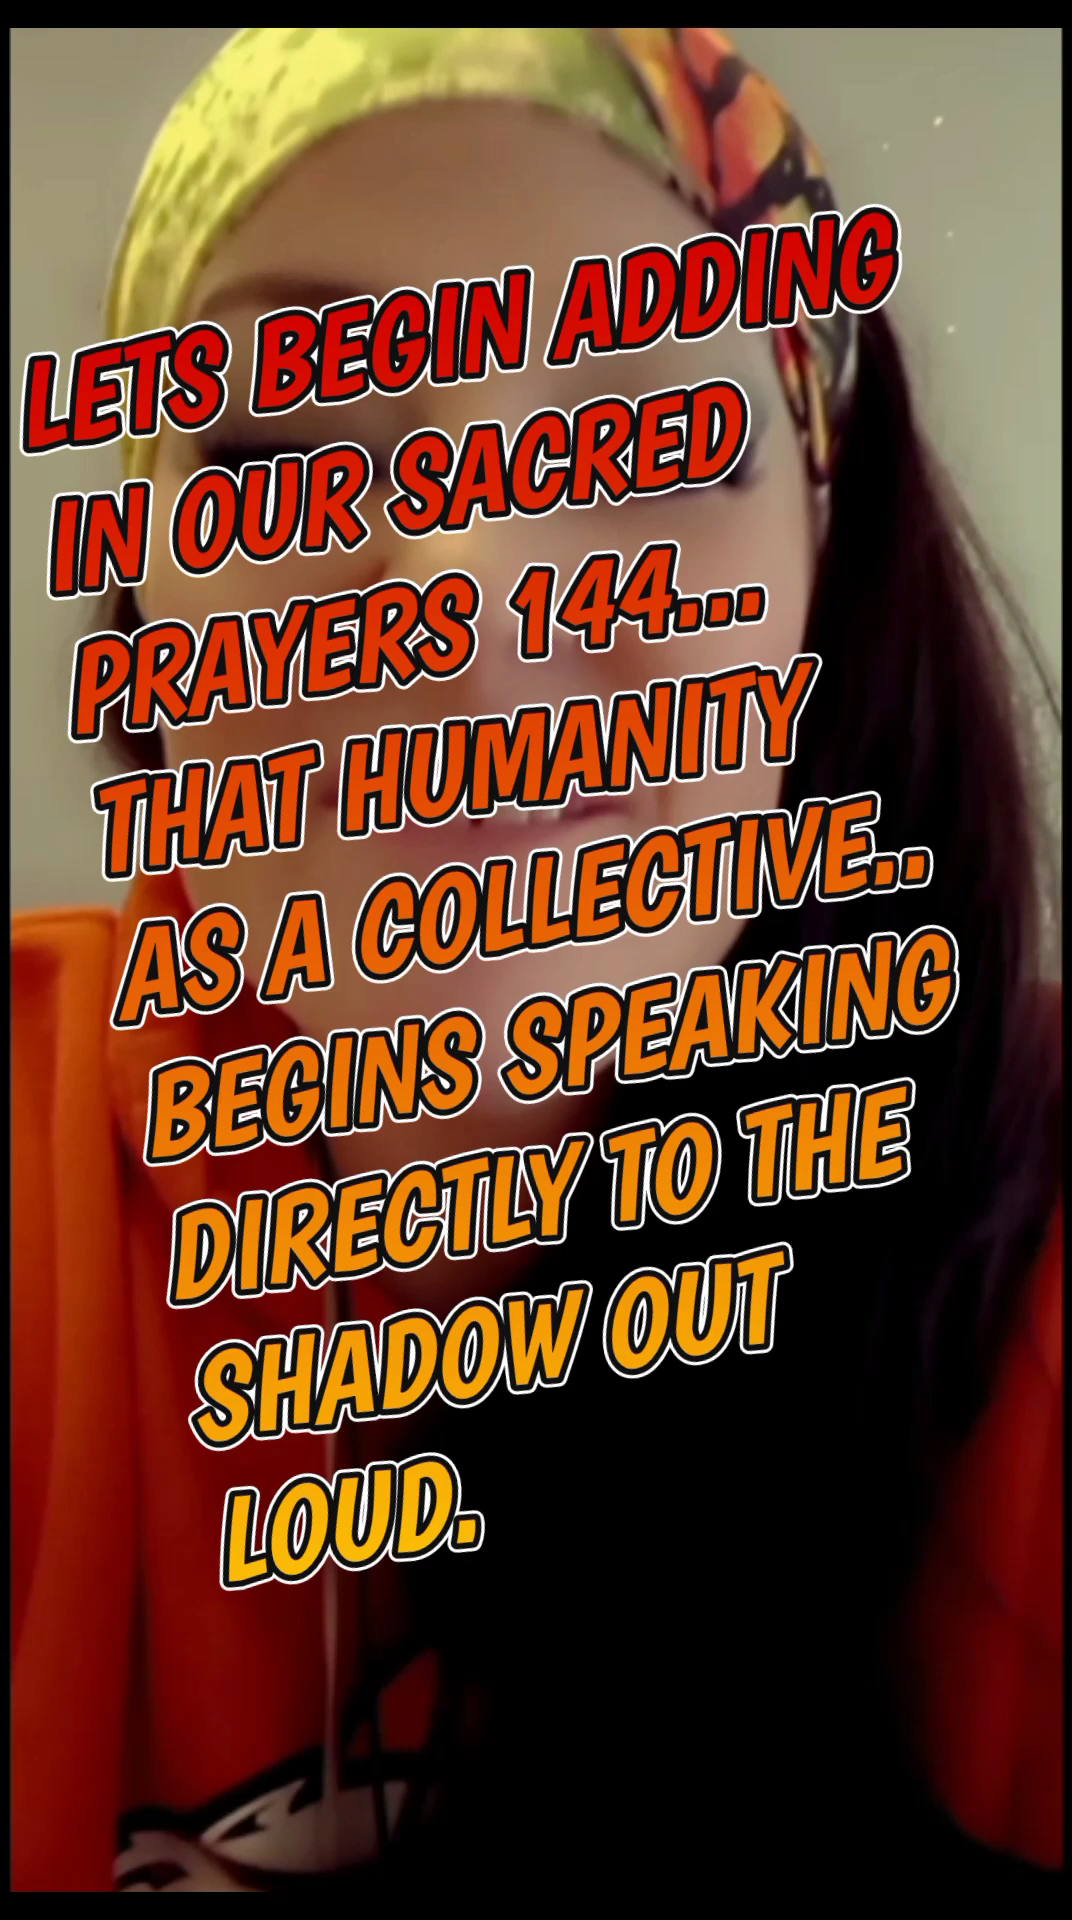 LETS BEGIN ADDING
IN OUR SACRED
PRAYERS 144...
THAT HUMANITY
AS A COLLECTIVE..
BEGINS SPEAKING
DIRECTLY TO THE
SHADOW OUT
LOUD.